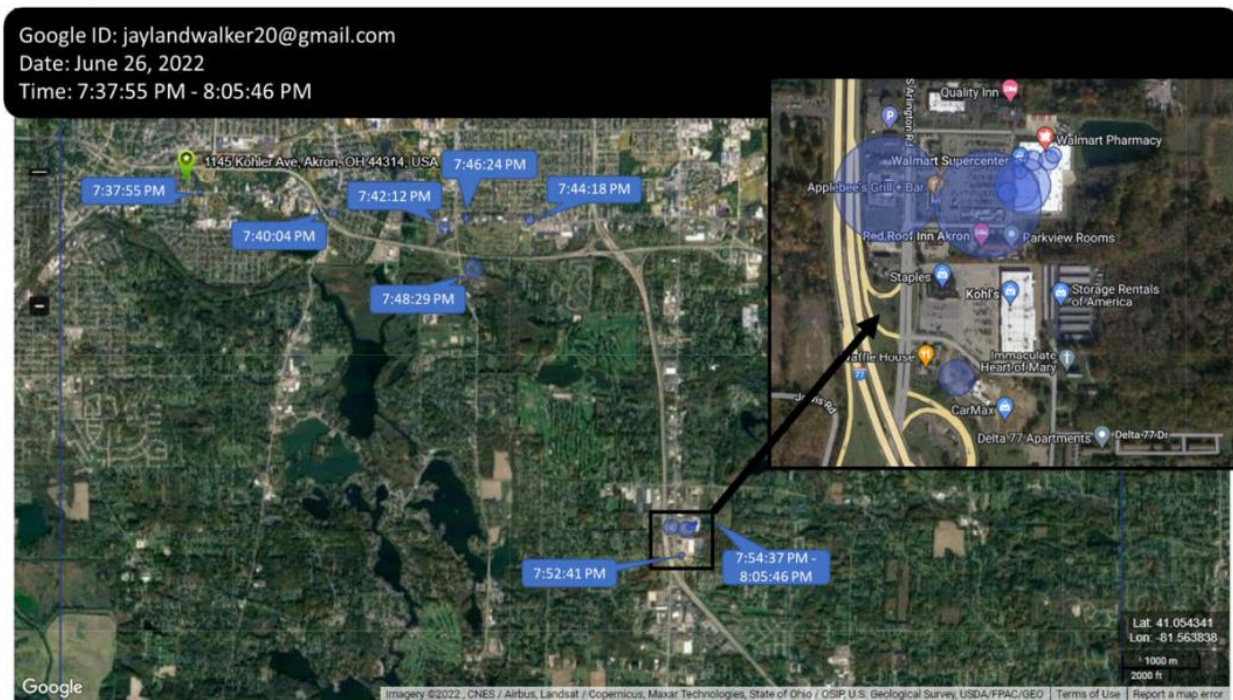 Google ID: jaylandwalker20@gmail.com
Date: June 26, 2022
Time: 7:37:55 PM - 8:05:46 PM
1145 Kohler Ave, Akron, OH 44314, USA
7:37:55 PM
7:40:04 PM
7:42:12 PM
7:46:24 PM
7:44:18 PM
7:48:29 PM
7:52:41 PM
7:54:37 PM -
8:05:46 PM
S Arlington Rd
Quality Inn
P
Walmart Pharmacy
Walmart Supercenter
Applebee's Grill + Bar
Red Roof Inn Akron
Parkview Rooms
Staples
Kohl's
Storage Rentals
of America
Waffle House
Immaculate
Heart of Mary
77
CarMax
Delta 77 Apartments
Delta 77 Dr
Lat: 41.054341
Lon: -81.563838
1000 m
2000 ft
Google
Imagery ©2022 , CNES / Airbus, Landsat / Copernicus, Maxar Technologies, State of Ohio / OSIP, U.S. Geological Survey, USDA/FPAC/GEO
Terms of Use
Report a map error